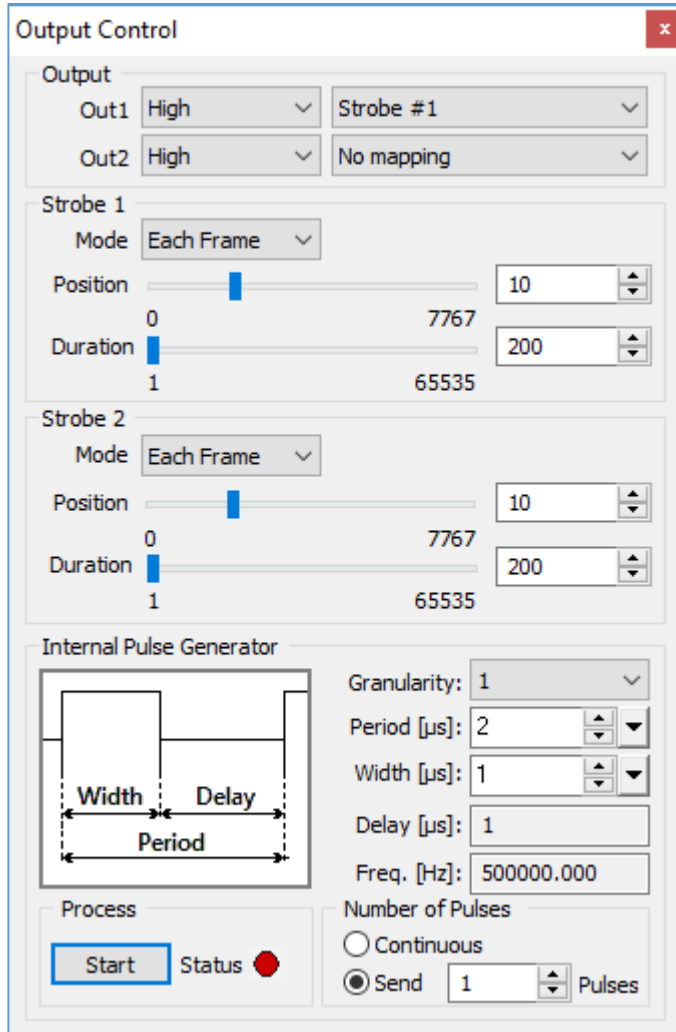 Output Control
x
Output
Out1 High Strobe #1
Out2 High No mapping
Strobe 1
Mode Each Frame
Position 10
0 7767
Duration 200
1 65535
Strobe 2
Mode Each Frame
Position 10
0 7767
Duration 200
1 65535
Internal Pulse Generator
Granularity: 1
Period [µs]: 2
Width [µs]: 1
Width Delay
Delay [µs]: 1
Period
Freq. [Hz]: 500000.000
Process Number of Pulses
Continuous
Start Status Send 1 Pulses